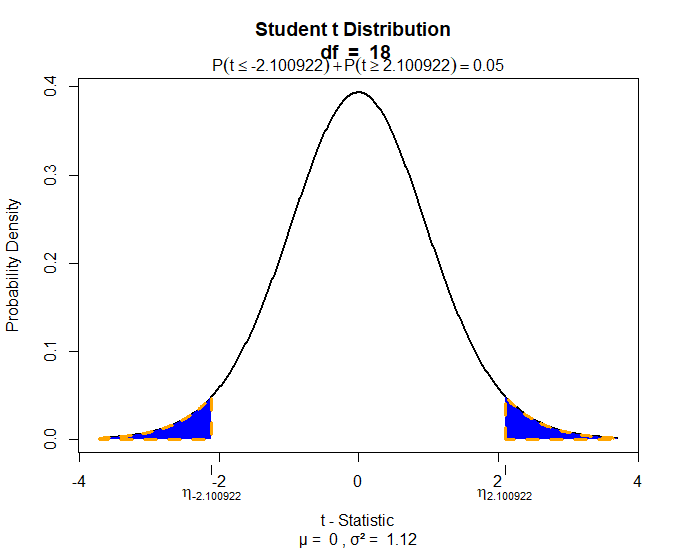 Student t Distribution
df = 18
P(t ≤ -2.100922)+P(t ≥ 2.100922) = 0.05
Probability Density
0.4
0.3
0.2
0.1
0.0
-4 -2 0 2 4
η-2.100922 η2.100922
t - Statistic
μ = 0 , σ² = 1.12